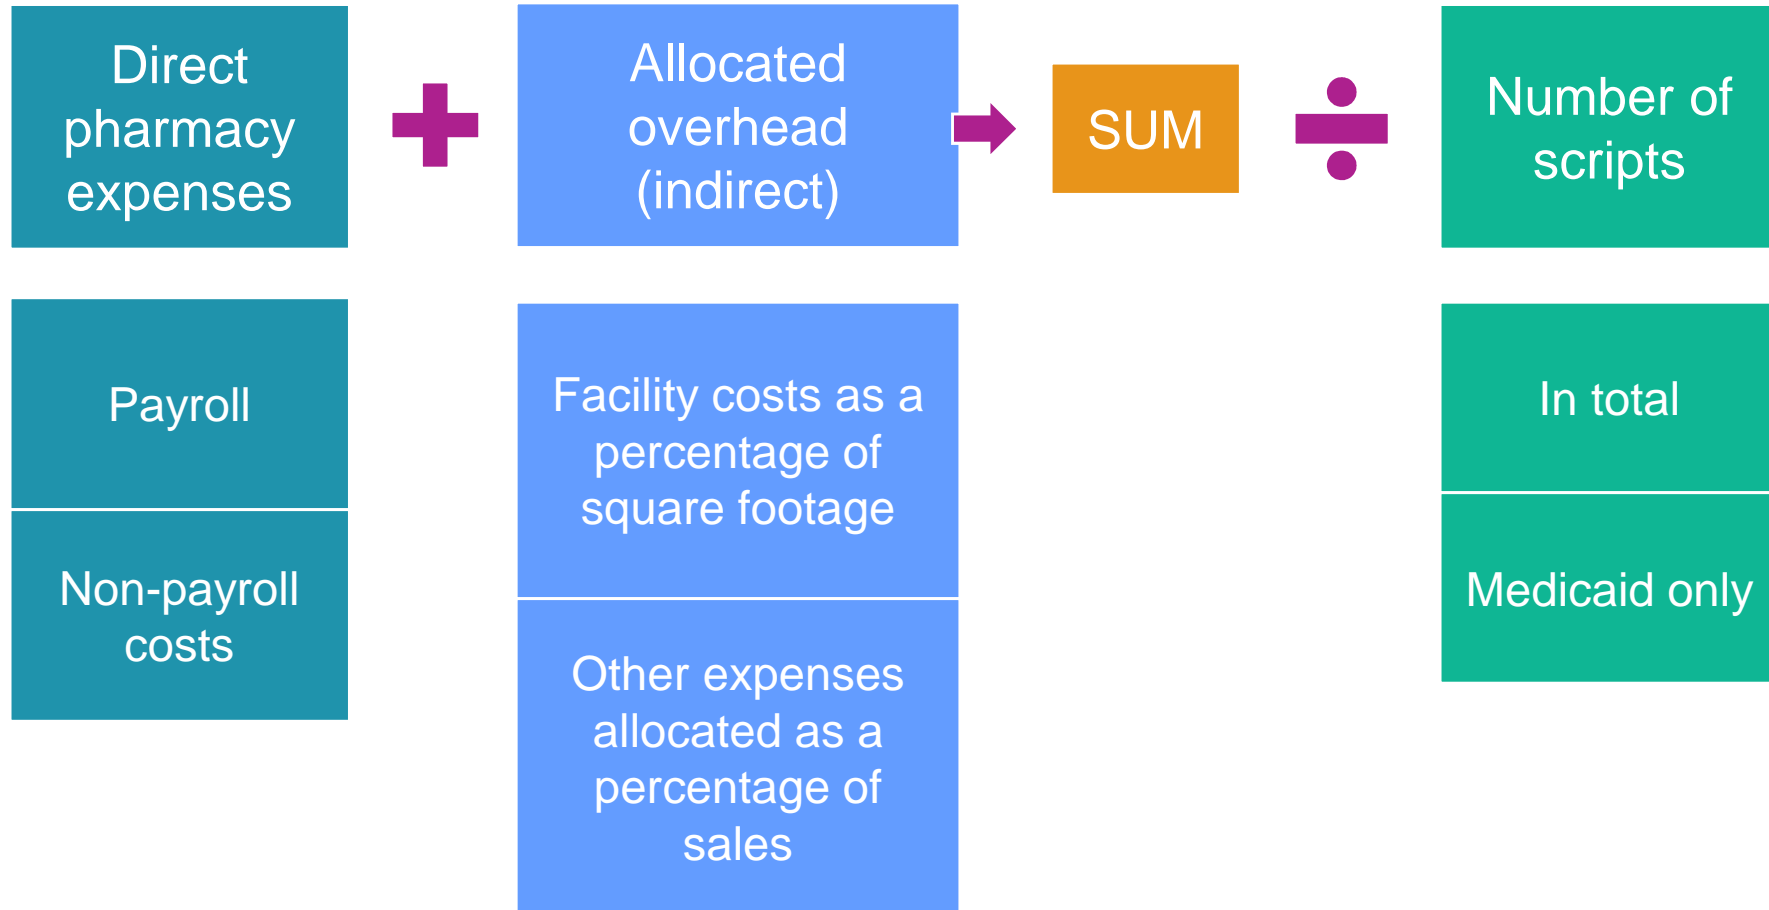 Direct
pharmacy
expenses
Allocated
overhead
(indirect)
SUM
Number of
scripts
Payroll
Non-payroll
costs
Facility costs as a
percentage of
square footage
Other expenses
allocated as a
percentage of
sales
In total
Medicaid only